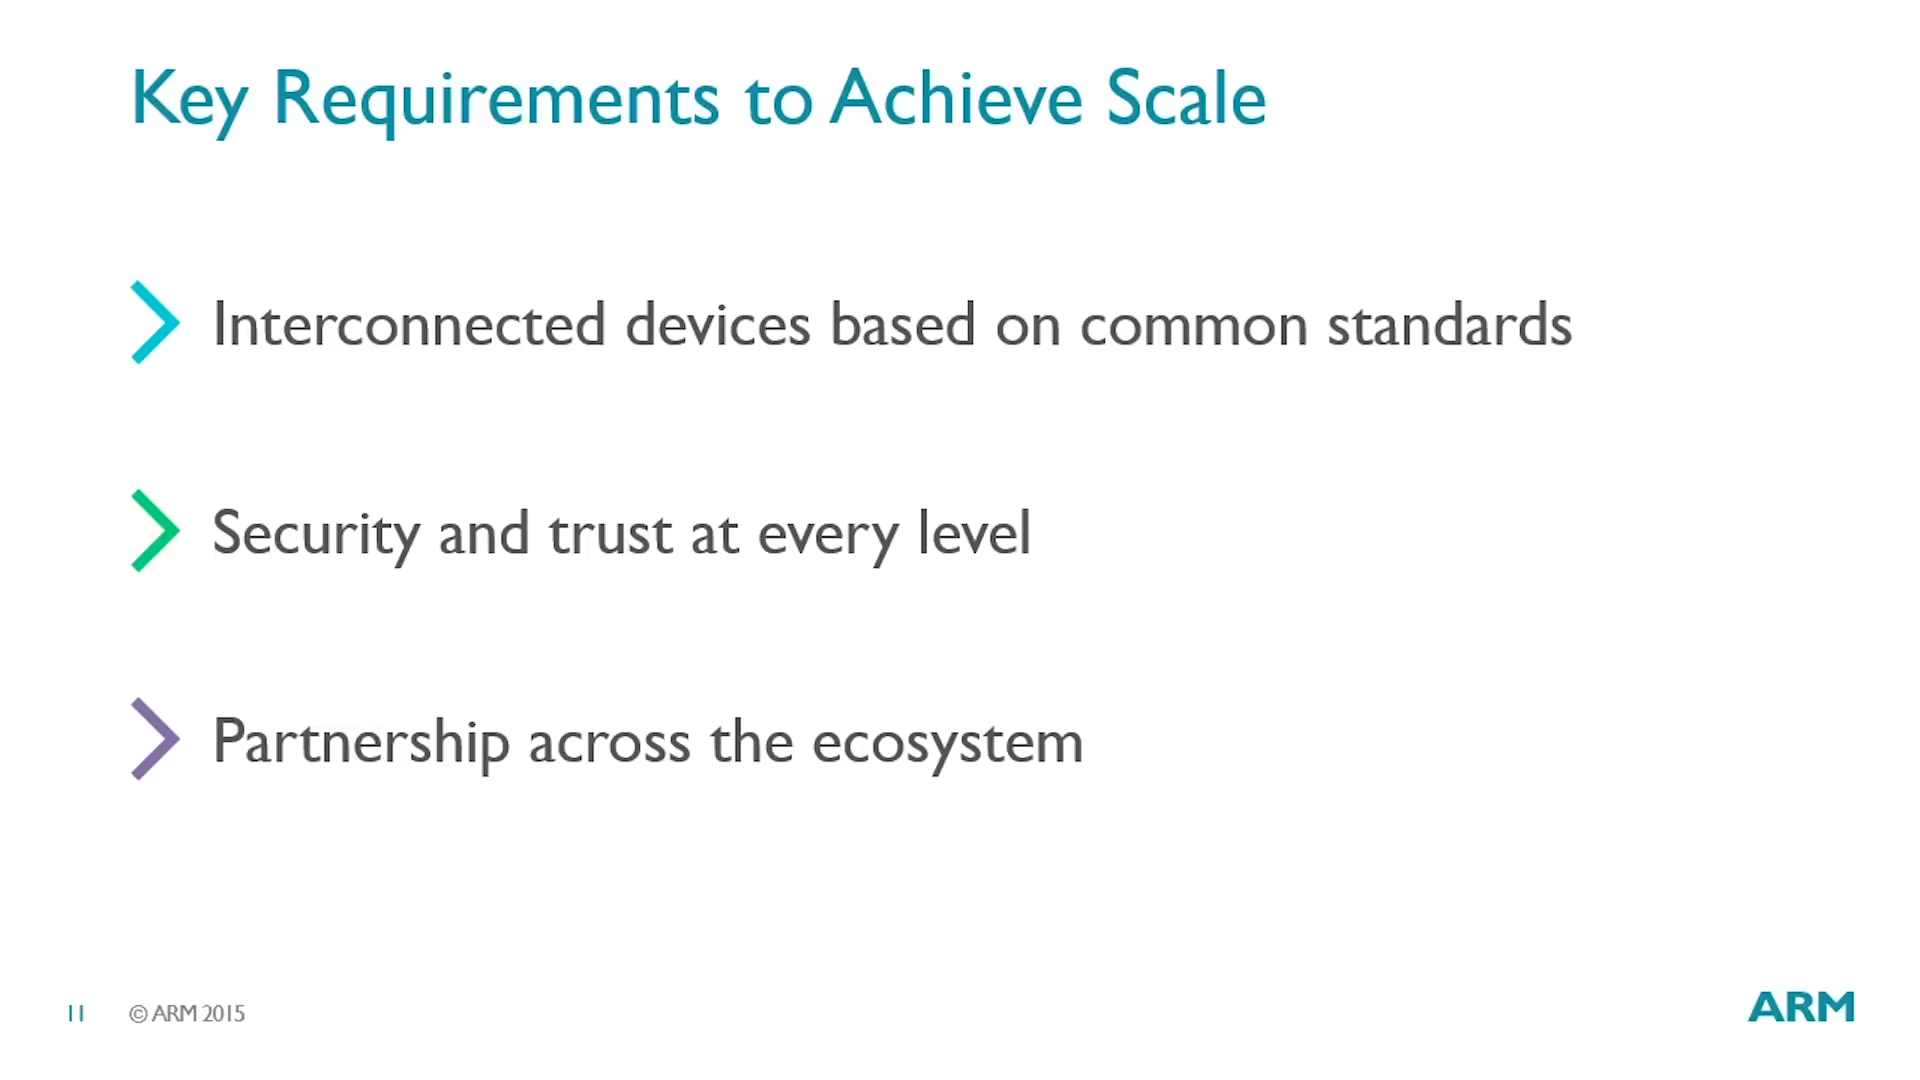 Key Requirements to Achieve Scale
Interconnected devices based on common standards
Security and trust at every level
Partnership across the ecosystem
11 © ARM 2015
ARM